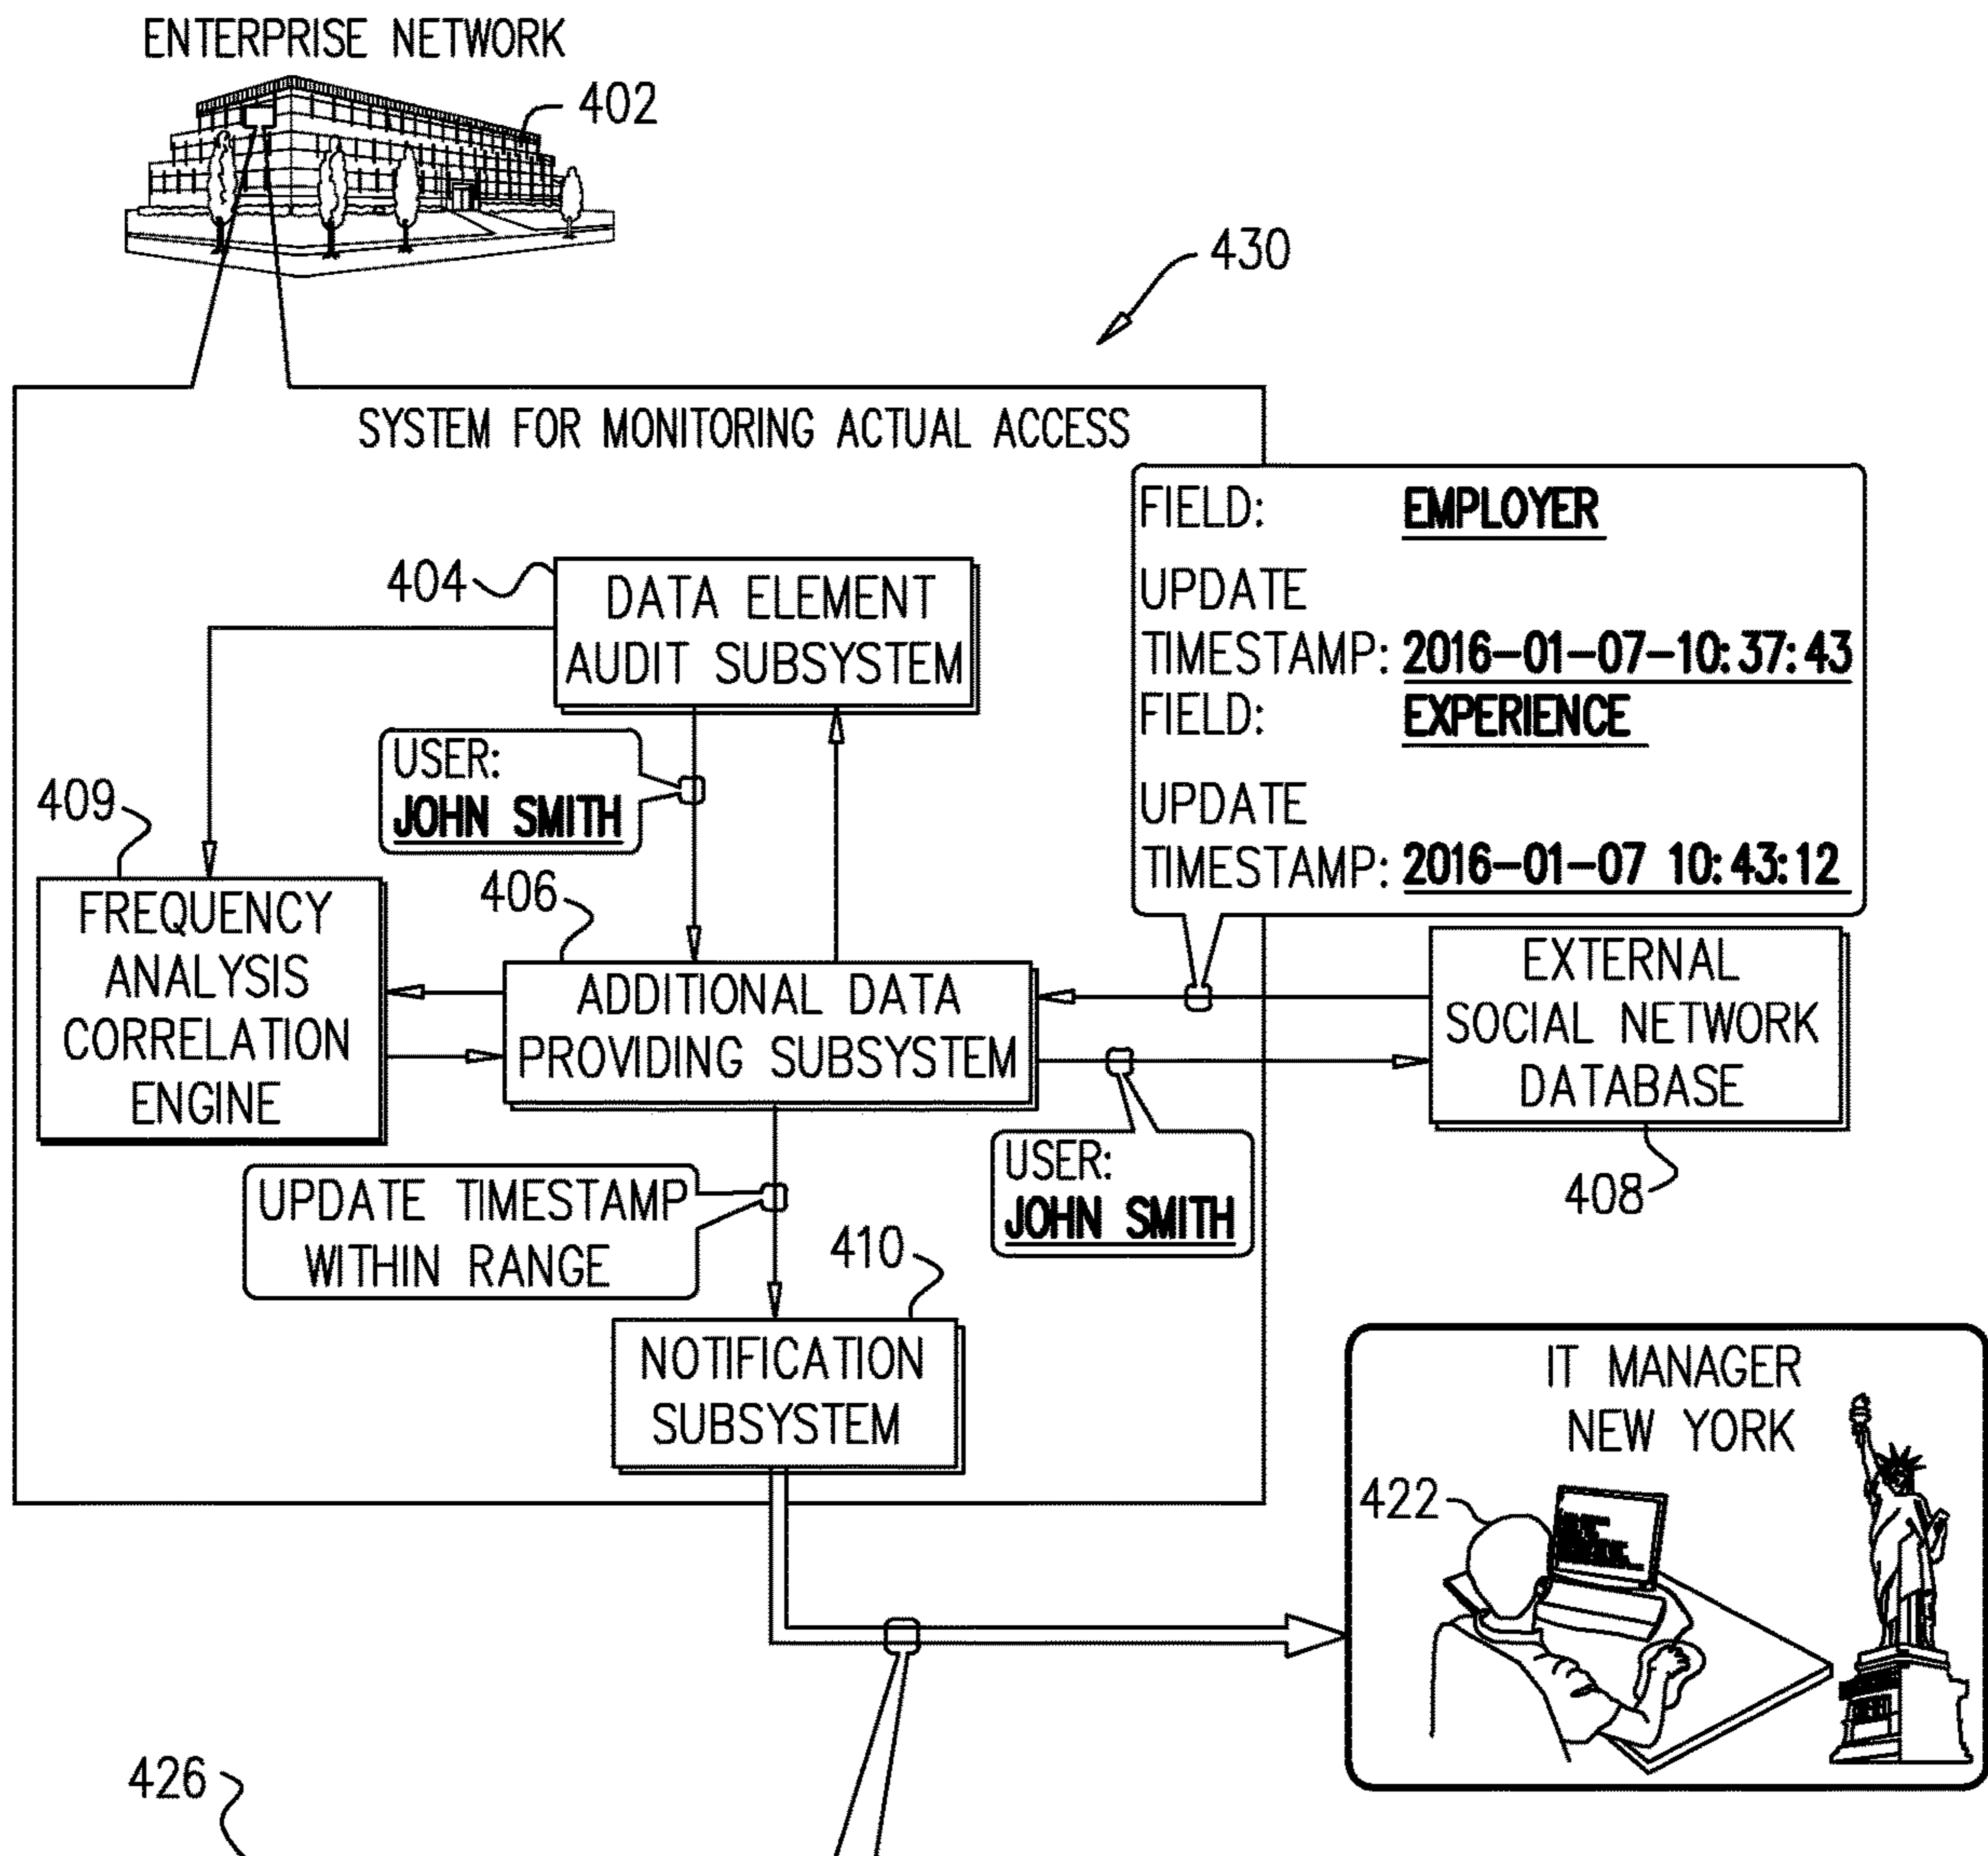 ENTERPRISE NETWORK
402
430
SYSTEM FOR MONITORING ACTUAL ACCESS
FIELD: EMPLOYER
UPDATE
TIMESTAMP: 2016-01-07-10:37:43
FIELD: EXPERIENCE
UPDATE
TIMESTAMP: 2016-01-07 10:43:12
404
DATA ELEMENT
AUDIT SUBSYSTEM
USER:
JOHN SMITH
409
FREQUENCY
ANALYSIS
CORRELATION
ENGINE
406
ADDITIONAL DATA
PROVIDING SUBSYSTEM
EXTERNAL
SOCIAL NETWORK
DATABASE
408
USER:
JOHN SMITH
UPDATE TIMESTAMP
WITHIN RANGE
410
NOTIFICATION
SUBSYSTEM
IT MANAGER
NEW YORK
422
426